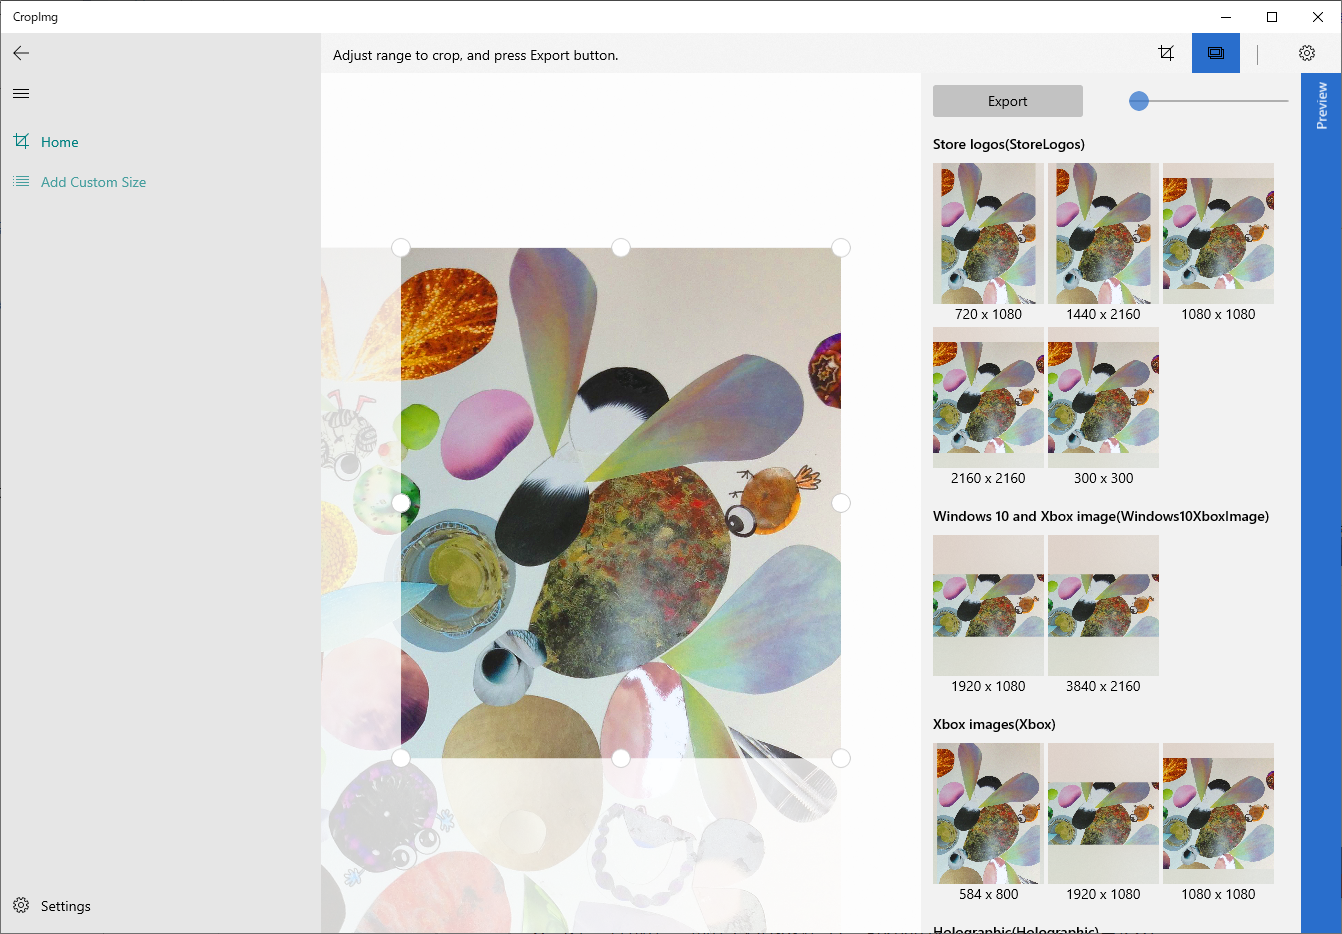 CropImg
Adjust range to crop, and press Export button.
Home
Add Custom Size
Settings
Export
Preview
Store logos(StoreLogos)
720 x 1080
1440 x 2160
1080 x 1080
2160 x 2160
300 x 300
Windows 10 and Xbox image(Windows10XboxImage)
1920 x 1080
3840 x 2160
Xbox images(Xbox)
584 x 800
1920 x 1080
1080 x 1080
Holographic(Holographic)